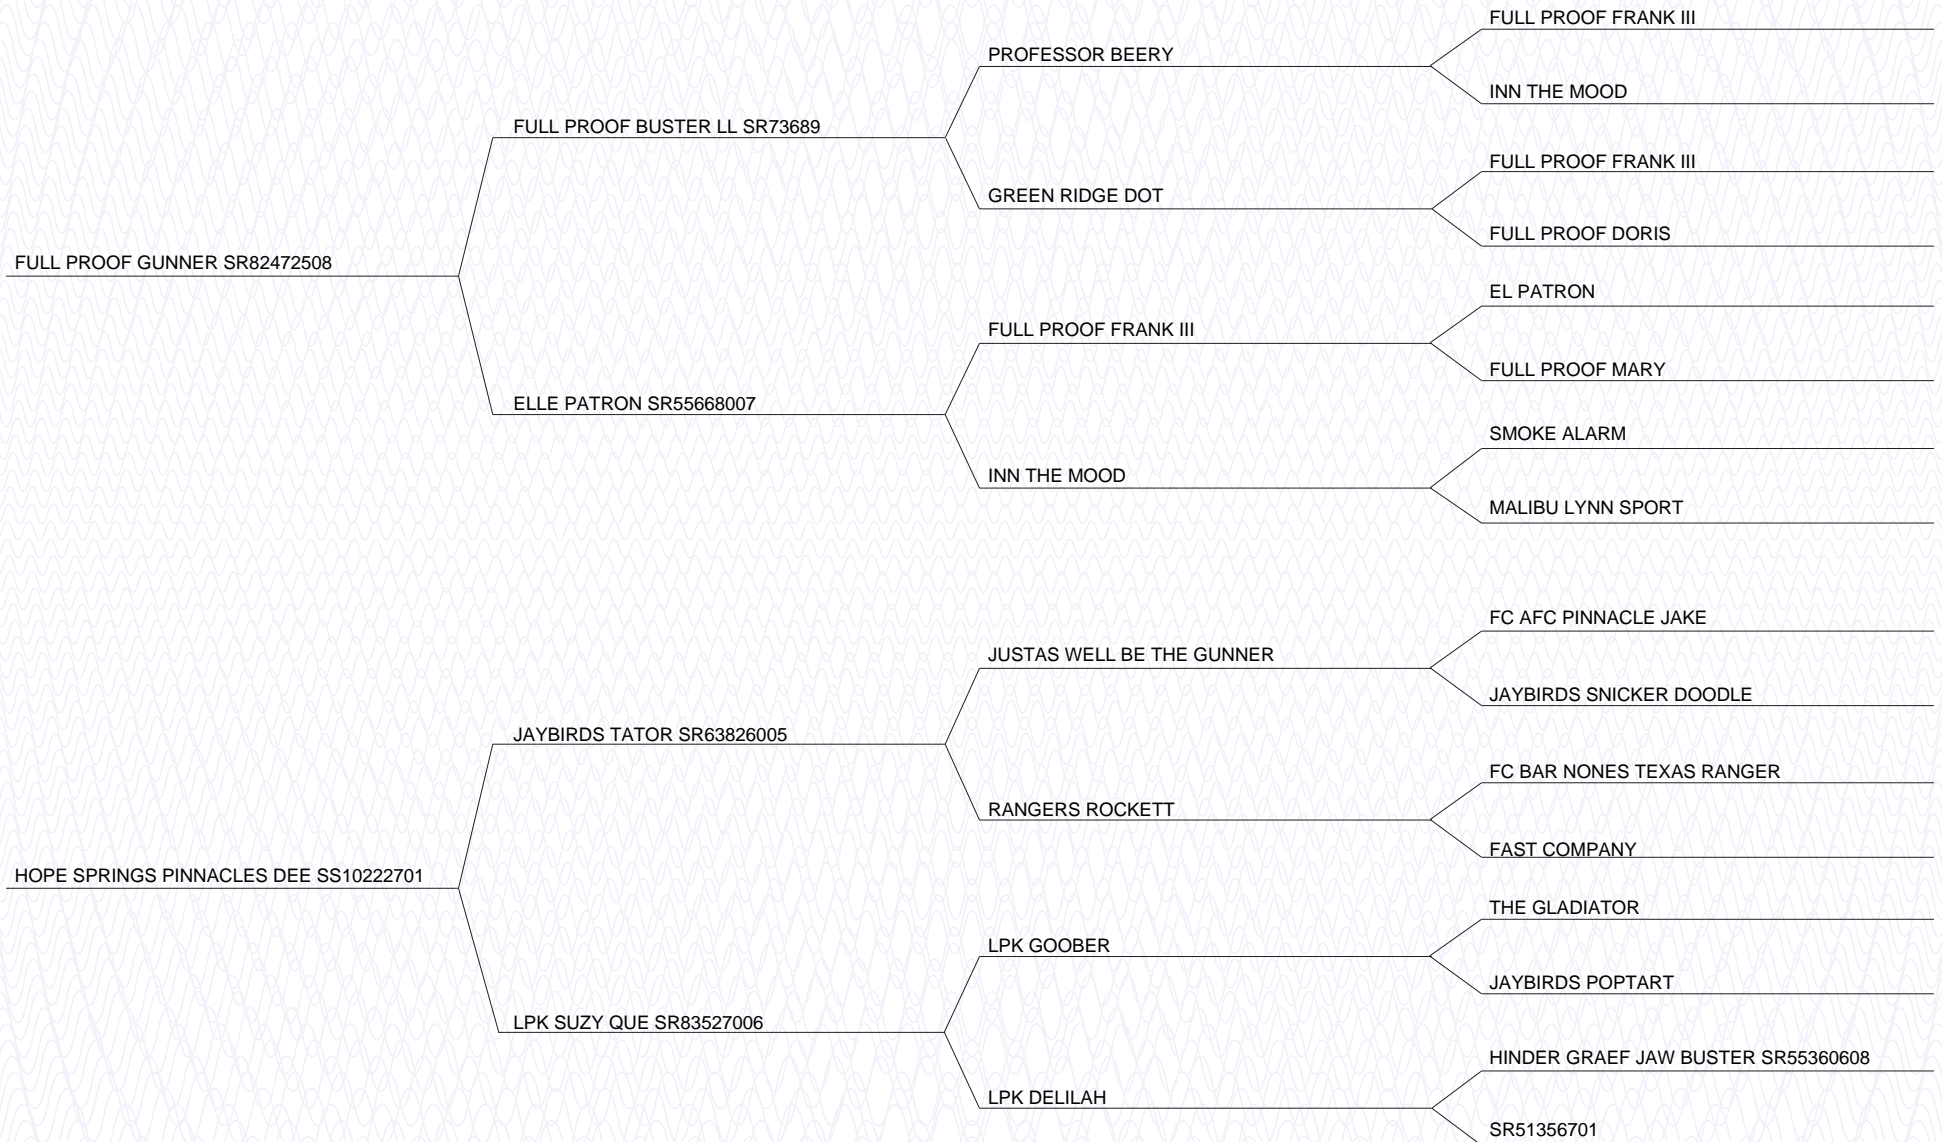 FULL PROOF FRANK III
PROFESSOR BEERY
INN THE MOOD
FULL PROOF BUSTER LL SR73689
FULL PROOF FRANK III
GREEN RIDGE DOT
FULL PROOF DORIS
FULL PROOF GUNNER SR82472508
EL PATRON
FULL PROOF FRANK III
FULL PROOF MARY
ELLE PATRON SR55668007
SMOKE ALARM
INN THE MOOD
MALIBU LYNN SPORT
FC AFC PINNACLE JAKE
JUSTAS WELL BE THE GUNNER
JAYBIRDS SNICKER DOODLE
JAYBIRDS TATOR SR63826005
FC BAR NONES TEXAS RANGER
RANGERS ROCKETT
FAST COMPANY
HOPE SPRINGS PINNACLES DEE SS10222701
THE GLADIATOR
LPK GOOBER
JAYBIRDS POPTART
LPK SUZY QUE SR83527006
HINDER GRAEF JAW BUSTER SR55360608
LPK DELILAH
SR51356701